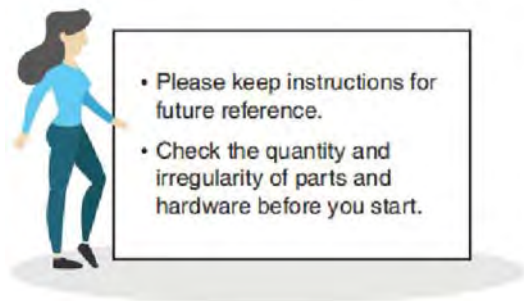 • Please keep instructions for
future reference.
• Check the quantity and
irregularity of parts and
hardware before you start.